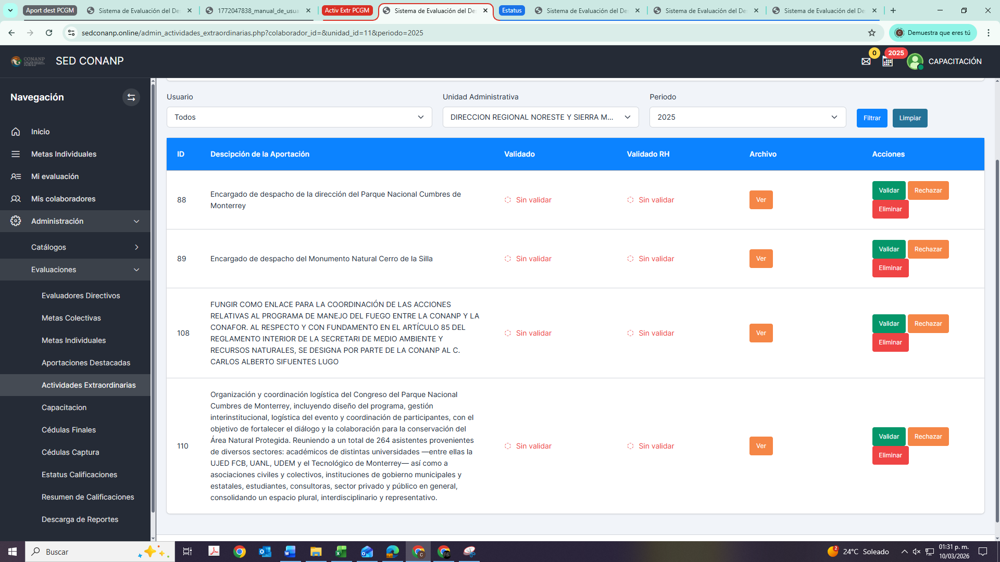 Aport dest PCGM
Sistema de Evaluación del De
1772047838_manual_de_usua
Activ Extr PCGM
Sistema de Evaluación del De
Estatus
Sistema de Evaluación del De
Sistema de Evaluación del De
Sistema de Evaluación del De
sedconanp.online/admin_actividades_extraordinarias.php?colaborador_id=&unidad_id=11&periodo=2025
Demuestra que eres tú
CONANP
SED CONANP
0
2025
CAPACITACIÓN
Navegación
Inicio
Metas Individuales
Mi evaluación
Mis colaboradores
Administración
Catálogos
Evaluaciones
Evaluadores Directivos
Metas Colectivas
Metas Individuales
Aportaciones Destacadas
Actividades Extraordinarias
Capacitacion
Cédulas Finales
Cédulas Captura
Estatus Calificaciones
Resumen de Calificaciones
Descarga de Reportes
Usuario
Unidad Administrativa
Periodo
Todos
DIRECCION REGIONAL NORESTE Y SIERRA M...
2025
Filtrar
Limpiar
ID
Descipción de la Aportación
Validado
Validado RH
Archivo
Acciones
88
Encargado de despacho de la dirección del Parque Nacional Cumbres de
Monterrey
Sin validar
Sin validar
Ver
Validar
Rechazar
Eliminar
89
Encargado de despacho del Monumento Natural Cerro de la Silla
Sin validar
Sin validar
Ver
Validar
Rechazar
Eliminar
108
FUNGIR COMO ENLACE PARA LA COORDINACIÓN DE LAS ACCIONES
RELATIVAS AL PROGRAMA DE MANEJO DEL FUEGO ENTRE LA CONANP Y LA
CONAFOR. AL RESPECTO Y CON FUNDAMENTO EN EL ARTÍCULO 85 DEL
REGLAMENTO INTERIOR DE LA SECRETARI DE MEDIO AMBIENTE Y
RECURSOS NATURALES, SE DESIGNA POR PARTE DE LA CONANP AL C.
CARLOS ALBERTO SIFUENTES LUGO
Sin validar
Sin validar
Ver
Validar
Rechazar
Eliminar
110
Organización y coordinación logística del Congreso del Parque Nacional
Cumbres de Monterrey, incluyendo diseño del programa, gestión
interinstitucional, logística del evento y coordinación de participantes, con el
objetivo de fortalecer el diálogo y la colaboración para la conservación del
Área Natural Protegida. Reuniendo a un total de 264 asistentes provenientes
de diversos sectores: académicos de distintas universidades —entre ellas la
UJED FCB, UANL, UDEM y el Tecnológico de Monterrey— así como a
asociaciones civiles y colectivos, instituciones de gobierno municipales y
estatales, estudiantes, consultoras, sector privado y público en general,
consolidando un espacio plural, interdisciplinario y representativo.
Sin validar
Sin validar
Ver
Validar
Rechazar
Eliminar
Buscar
2
24°C Soleado
01:31 p. m.
10/03/2026